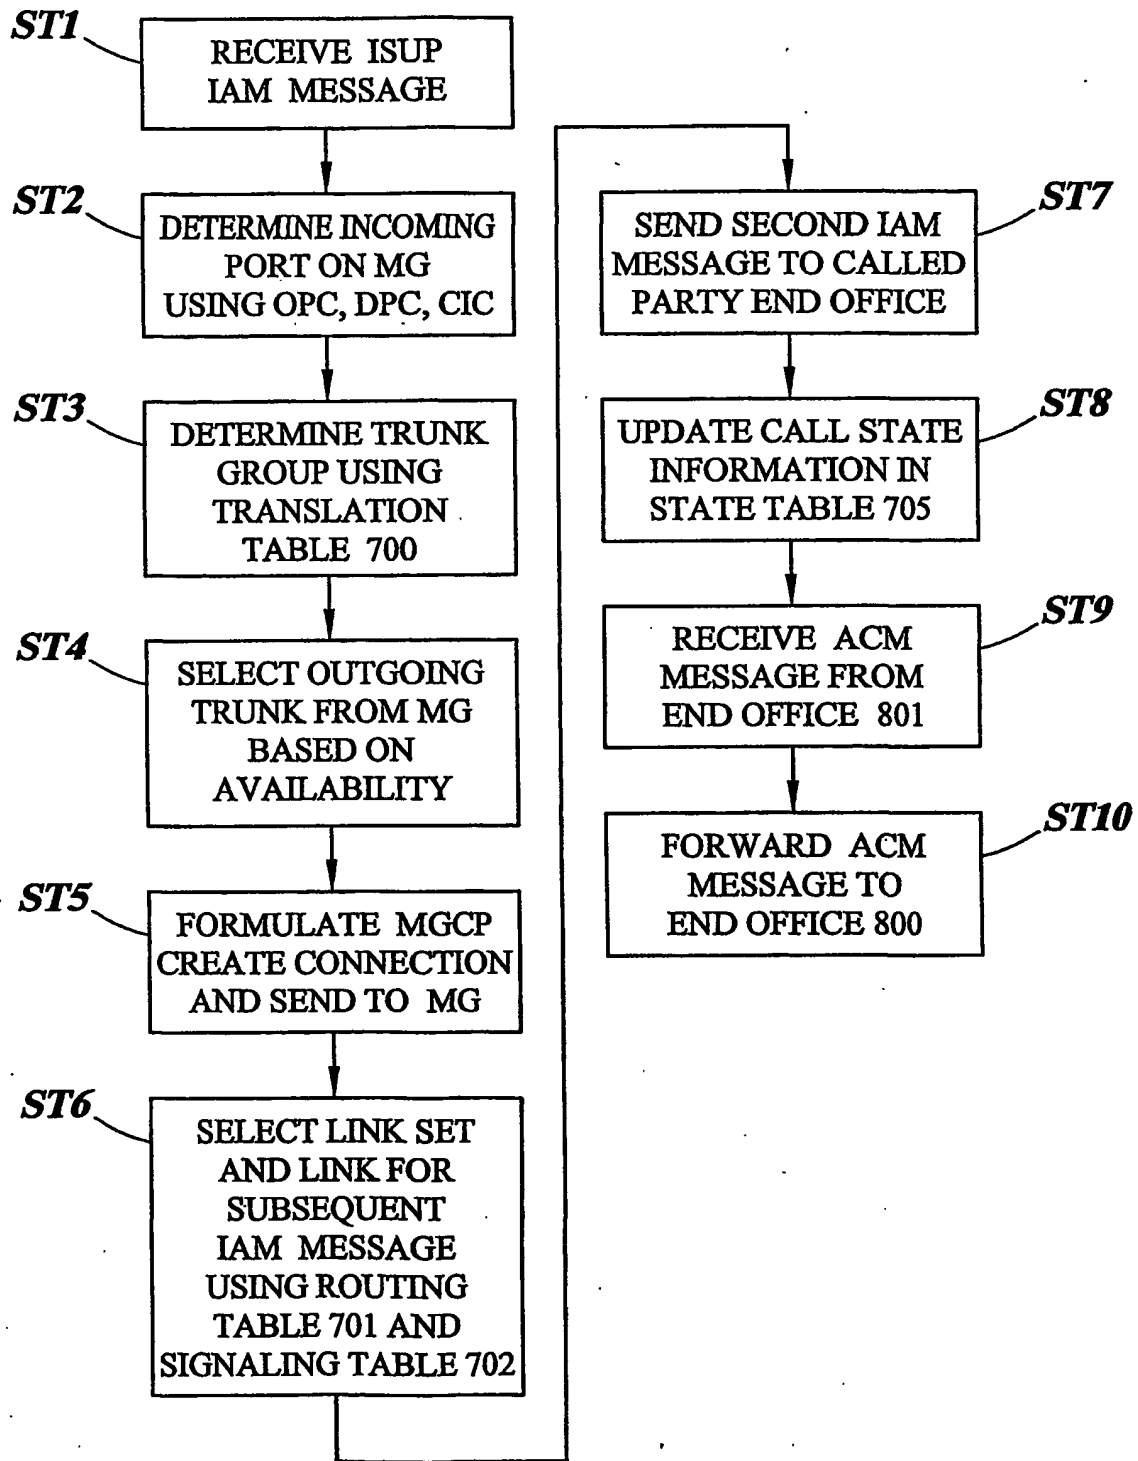 ST1
RECEIVE ISUP
IAM MESSAGE
ST2
DETERMINE INCOMING
PORT ON MG
USING OPC, DPC, CIC
ST3
DETERMINE TRUNK
GROUP USING
TRANSLATION
TABLE 700
ST4
SELECT OUTGOING
TRUNK FROM MG
BASED ON
AVAILABILITY
ST5
FORMULATE MGCP
CREATE CONNECTION
AND SEND TO MG
ST6
SELECT LINK SET
AND LINK FOR
SUBSEQUENT
IAM MESSAGE
USING ROUTING
TABLE 701 AND
SIGNALING TABLE 702
ST7
SEND SECOND IAM
MESSAGE TO CALLED
PARTY END OFFICE
ST8
UPDATE CALL STATE
INFORMATION IN
STATE TABLE 705
ST9
RECEIVE ACM
MESSAGE FROM
END OFFICE 801
ST10
FORWARD ACM
MESSAGE TO
END OFFICE 800